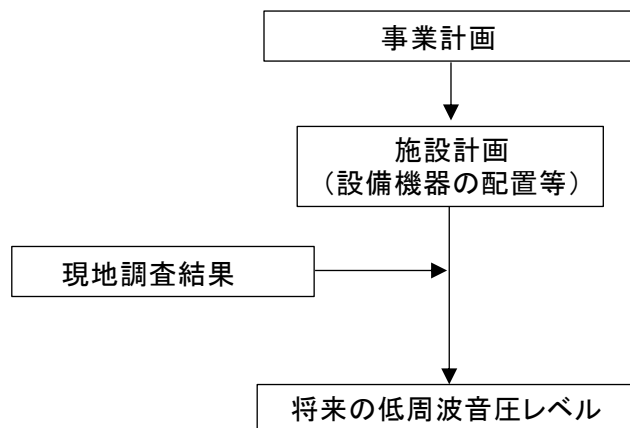 事業計画
施設計画
（設備機器の配置等）
現地調査結果
将来の低周波音圧レベル